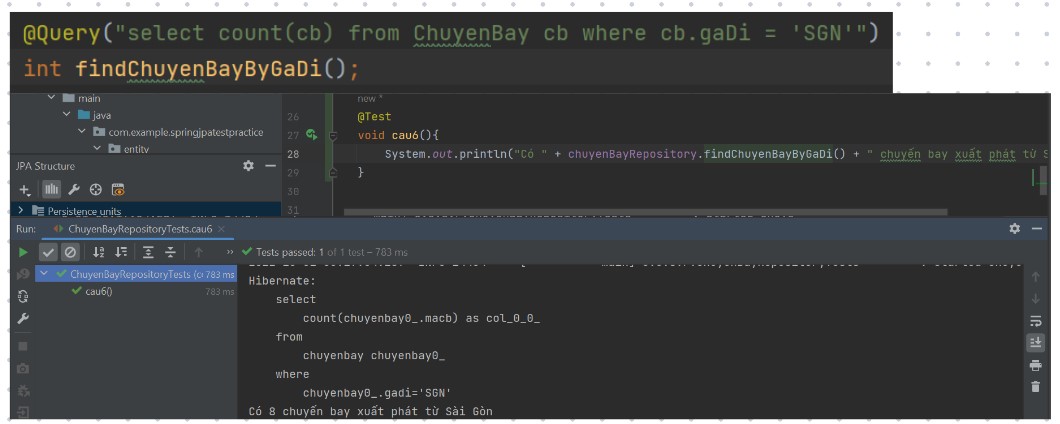 @Query("select count(cb) from ChuyenBay cb where cb.gaDi = 'SGN'")
int findChuyenBayByGaDi();
main
java
com.example.springjpatestpractice
entity
JPA Structure
Persistence units
new *
26 @Test
27 void cau6(){
28 System.out.println("Có " + chuyenBayRepository.findChuyenBayByGaDi() + " chuyến bay xuất phát từ S
29 }
30
31
Run: ChuyenBayRepositoryTests.cau6
Tests passed: 1 of 1 test – 783 ms
ChuyenBayRepositoryTests (c 783 ms
cau6() 783 ms
Hibernate:
select
count(chuyenbay0_.macb) as col_0_0_
from
chuyenbay chuyenbay0_
where
chuyenbay0_.gadi='SGN'
Có 8 chuyến bay xuất phát từ Sài Gòn